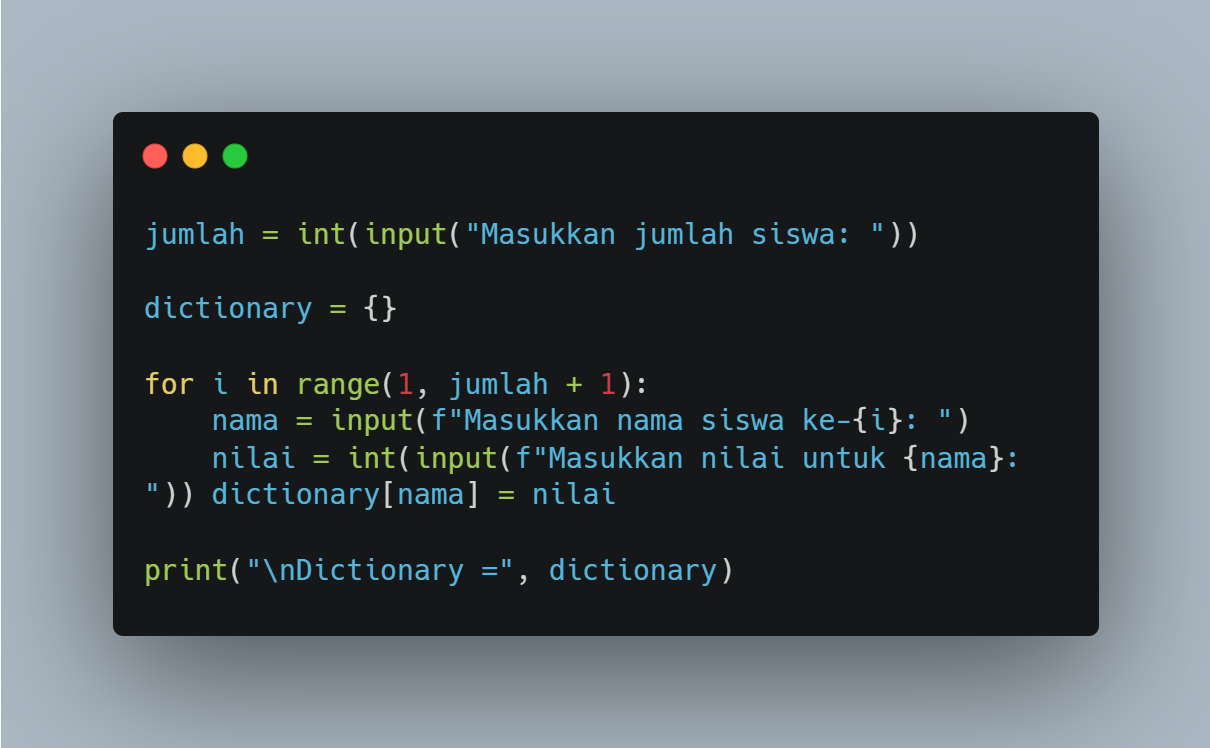 jumlah = int(input("Masukkan jumlah siswa: "))
dictionary = {}
for i in range(1, jumlah + 1):
    nama = input(f"Masukkan nama siswa ke-{i}: ")
    nilai = int(input(f"Masukkan nilai untuk {nama}:
")) dictionary[nama] = nilai
print("\nDictionary =", dictionary)